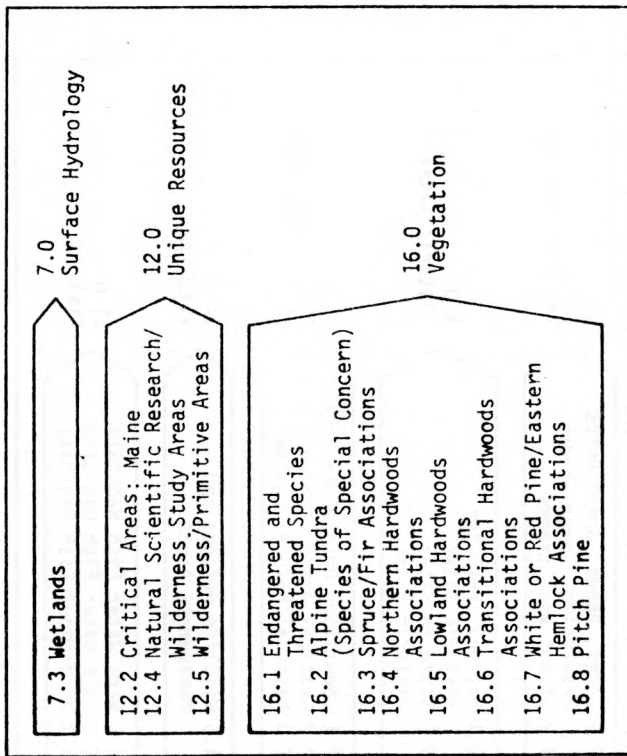 7.3 Wetlands
7.0
Surface Hydrology
12.2 Critical Areas: Maine
12.4 Natural Scientific Research/
Wilderness Study Areas
12.5 Wilderness/Primitive Areas
12.0
Unique Resources
16.1 Endangered and
Threatened Species
16.2 Alpine Tundra
(Species of Special Concern)
16.3 Spruce/Fir Associations
16.4 Northern Hardwoods
Associations
16.5 Lowland Hardwoods
Associations
16.6 Transitional Hardwoods
Associations
16.7 White or Red Pine/Eastern
Hemlock Associations
16.8 Pitch Pine
16.0
Vegetation